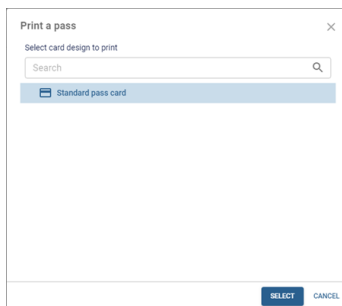 Print a pass
Select card design to print
Search
Standard pass card
SELECT CANCEL